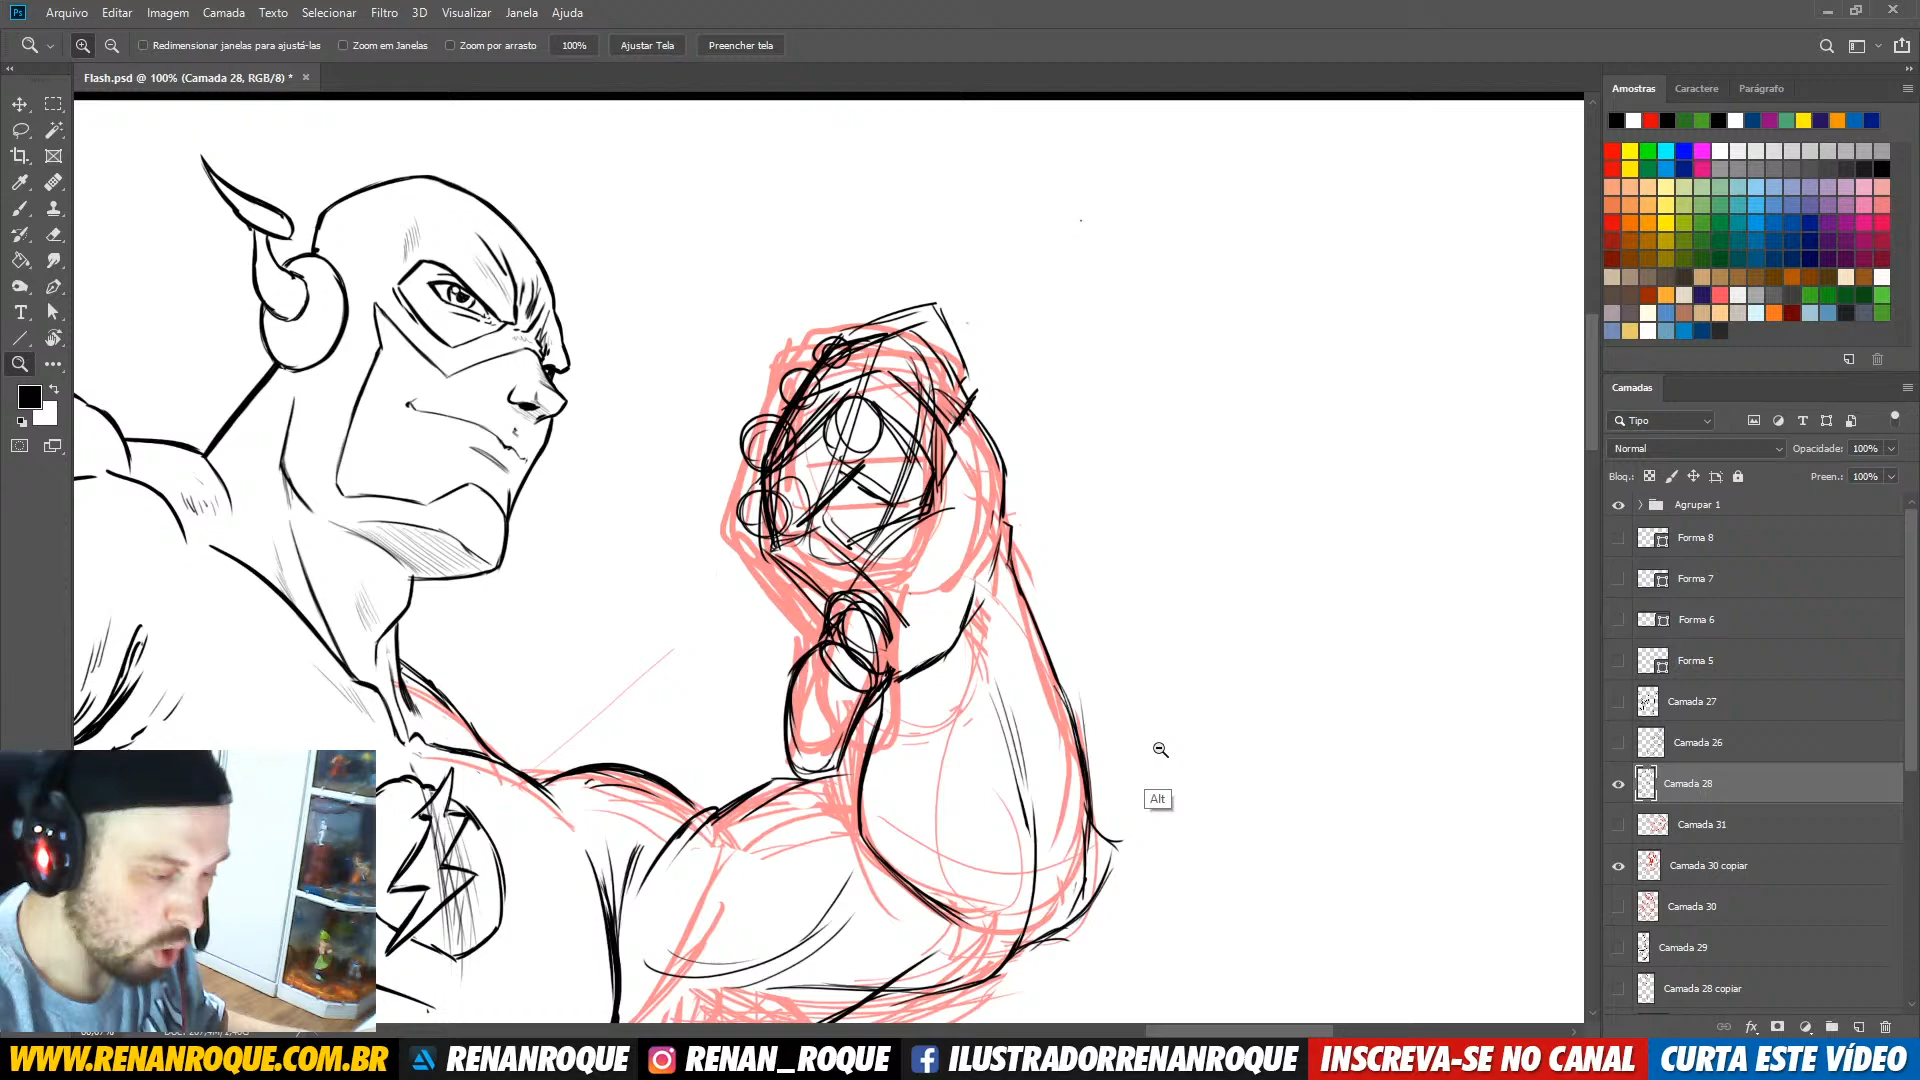 Ps Arquivo Editar Imagem Camada Texto Selecionar Filtro 3D Visualizar Janela Ajuda
Redimensionar janelas para ajustá-las Zoom em Janelas Zoom por arrasto 100% Ajustar Tela Preencher tela
Flash.psd @ 100% (Camada 28, RGB/8) *
Amostras Caractere Parágrafo
Camadas
Tipo
Normal Opacidade: 100%
Bloq.: Preen.: 100%
Agrupar 1
Forma 8
Forma 7
Forma 6
Forma 5
Camada 27
Camada 26
Camada 28
Camada 31
Camada 30 copiar
Camada 30
Camada 29
Camada 28 copiar
Alt
WWW.RENANROQUE.COM.BR RENANROQUE RENAN_ROQUE ILUSTRADORRENANROQUE INSCREVA-SE NO CANAL CURTA ESTE VÍDEO